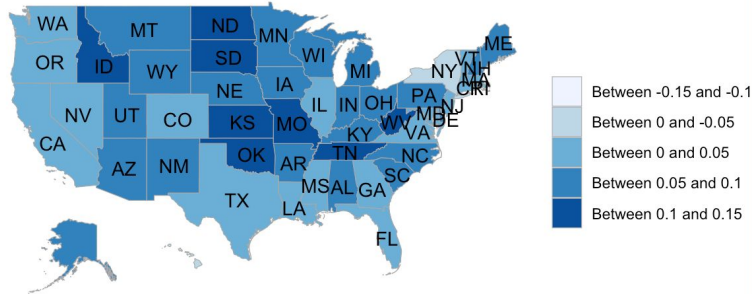 WA
MT
ND
MN
ME
VT
NH
OR
ID
SD
WI
MI
NY
MA
WY
CT
RI
NE
IA
PA
NJ
NV
UT
CO
IL
IN
OH
MD
DE
CA
KS
MO
KY
WV
VA
AZ
NM
OK
AR
TN
NC
SC
TX
MS
AL
GA
LA
FL
Between -0.15 and -0.1
Between 0 and -0.05
Between 0 and 0.05
Between 0.05 and 0.1
Between 0.1 and 0.15